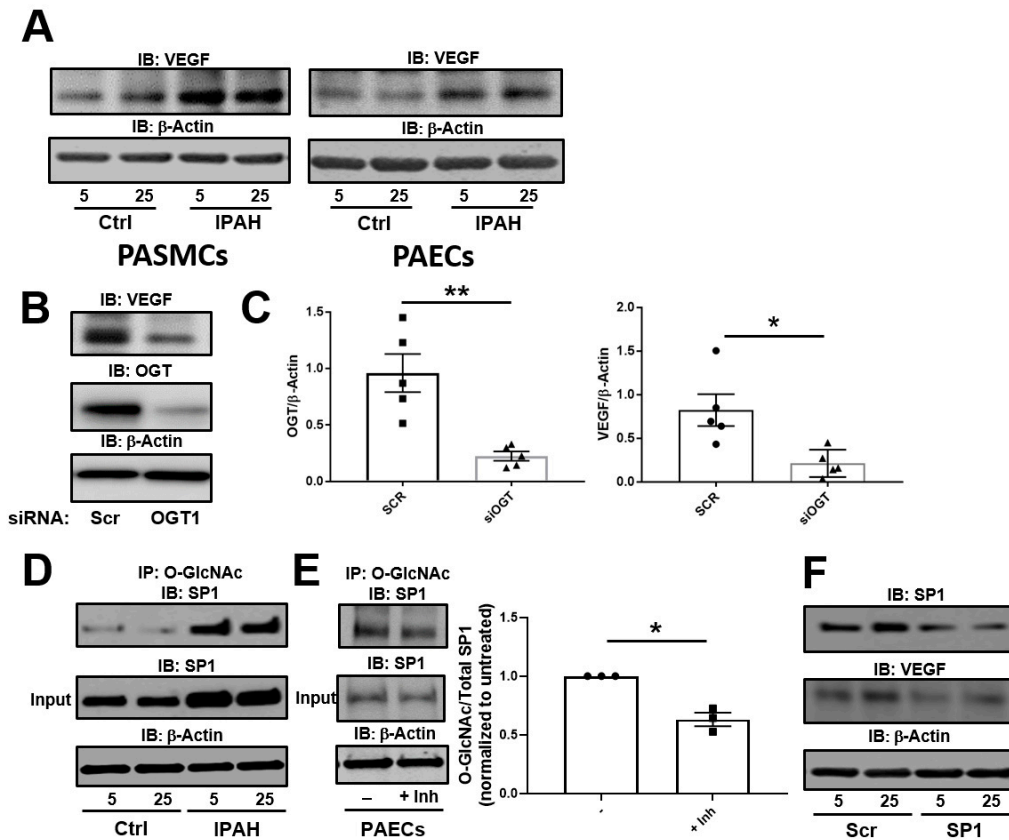 A
IB: VEGF IB: VEGF
IB: β-Actin IB: β-Actin
5 25 5 25 5 25 5 25
Ctrl IPAH Ctrl IPAH
PASMCs PAECs
B
IB: VEGF
IB: OGT
IB: β-Actin
siRNA: Scr OGT1
C
**
OGT/β-Actin
1.5
1.0
0.5
0.0
SCR siOGT
*
VEGF/β-Actin
2.0
1.5
1.0
0.5
0.0
SCR siOGT
D
IP: O-GlcNAc
IB: SP1
IB: SP1
Input
IB: β-Actin
5 25 5 25
Ctrl IPAH
E
IP: O-GlcNAc
IB: SP1
IB: SP1
Input
IB: β-Actin
– + Inh
PAECs
*
O-GlcNAc/Total SP1
(normalized to untreated)
1.5
1.0
0.5
0.0
- + Inh
F
IB: SP1
IB: VEGF
IB: β-Actin
5 25 5 25
Scr SP1